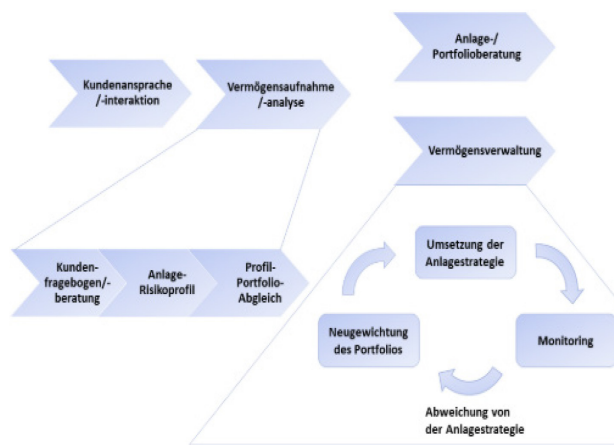 Kundenansprache
/-interaktion
Vermögensaufnahme
/-analyse
Anlage-/
Portfolioberatung
Vermögensverwaltung
Kunden-
fragebogen/-
beratung
Anlage-
Risikoprofil
Profil-
Portfolio-
Abgleich
Umsetzung der
Anlagestrategie
Neugewichtung
des Portfolios
Monitoring
Abweichung von
der Anlagestrategie